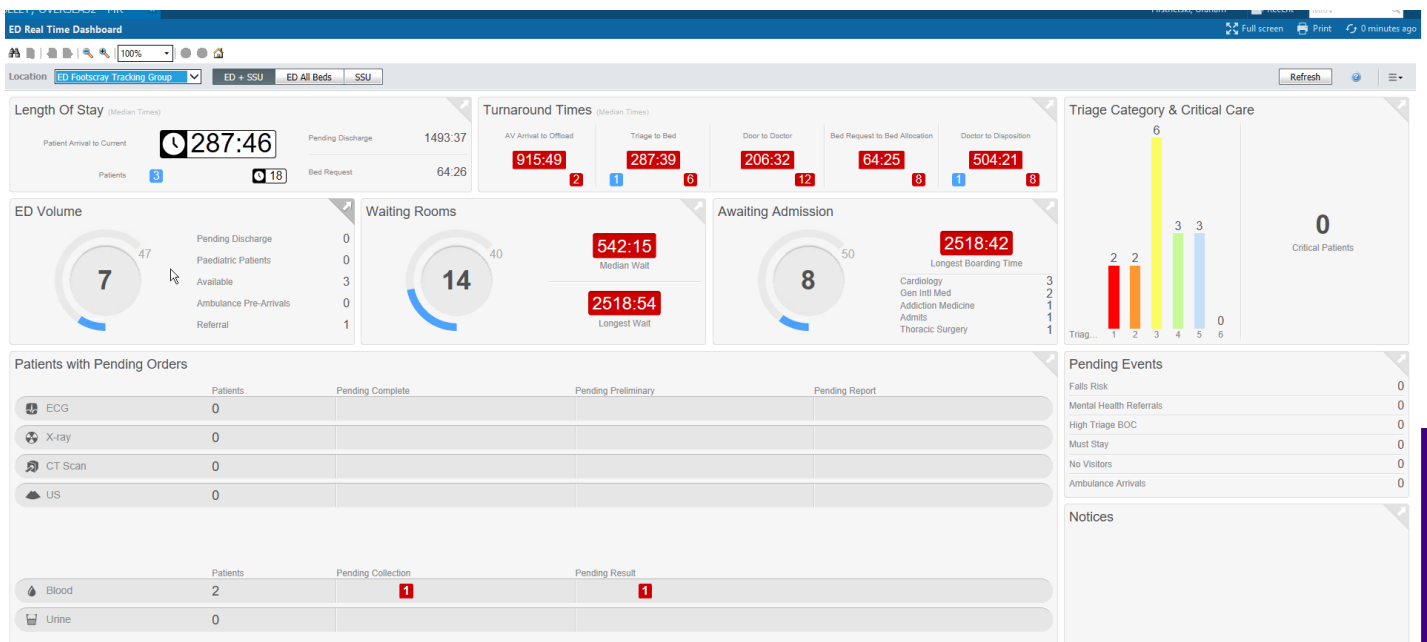 ED Real Time Dashboard
Full screen Print 0 minutes ago
100%
Location ED Footscray Tracking Group ED + SSU ED All Beds SSU Refresh
Length Of Stay (Median Times)
Patient Arrival to Current 287:46
Patients 3 18
Pending Discharge 1493:37
Bed Request 64:26
Turnaround Times (Median Times)
AV Arrival to Offload Triage to Bed Door to Doctor Bed Request to Bed Allocation Doctor to Disposition
915:49 287:39 206:32 64:25 504:21
2 1 6 12 8 1 8
Triage Category & Critical Care
6
3 3
2 2
0
Triag... 1 2 3 4 5 6
0
Critical Patients
ED Volume
47
7
Pending Discharge 0
Paediatric Patients 0
Available 3
Ambulance Pre-Arrivals 0
Referral 1
Waiting Rooms
40
14
542:15
Median Wait
2518:54
Longest Wait
Awaiting Admission
50
8
2518:42
Longest Boarding Time
Cardiology 3
Gen Intl Med 2
Addiction Medicine 1
Admits 1
Thoracic Surgery 1
Patients with Pending Orders
Patients Pending Complete Pending Preliminary Pending Report
ECG 0
X-ray 0
CT Scan 0
US 0
Patients Pending Collection Pending Result
Blood 2 1 1
Urine 0
Pending Events
Falls Risk 0
Mental Health Referrals 0
High Triage BOC 0
Must Stay 0
No Visitors 0
Ambulance Arrivals 0
Notices